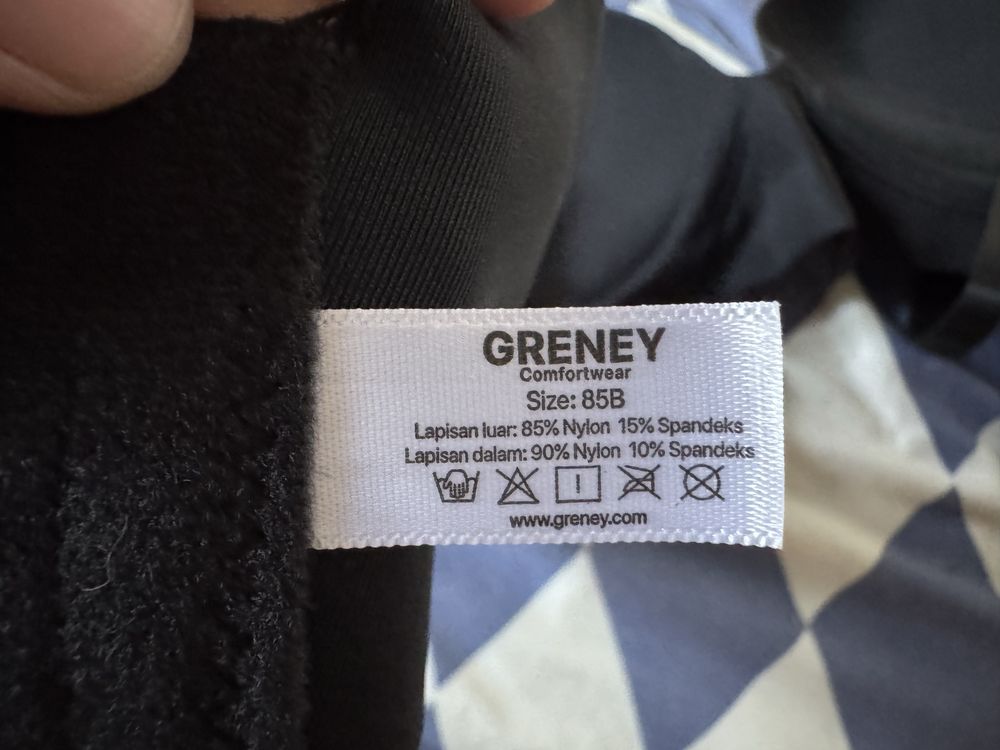 GRENEY
Comfortwear
Size: 85B
Lapisan luar: 85% Nylon 15% Spandeks
Lapisan dalam: 90% Nylon 10% Spandeks
www.greney.com